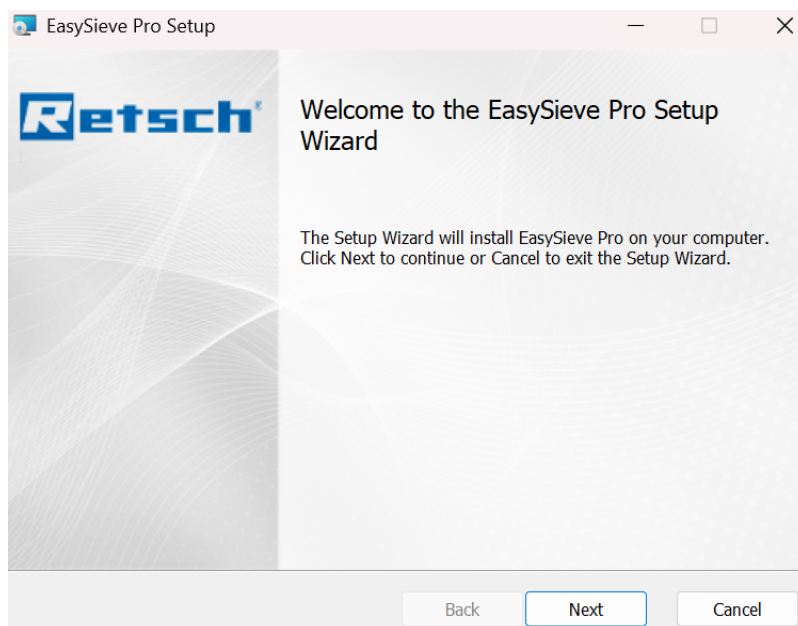 EasySieve Pro Setup
Retsch®
Welcome to the EasySieve Pro Setup
Wizard
The Setup Wizard will install EasySieve Pro on your computer.
Click Next to continue or Cancel to exit the Setup Wizard.
Back Next Cancel